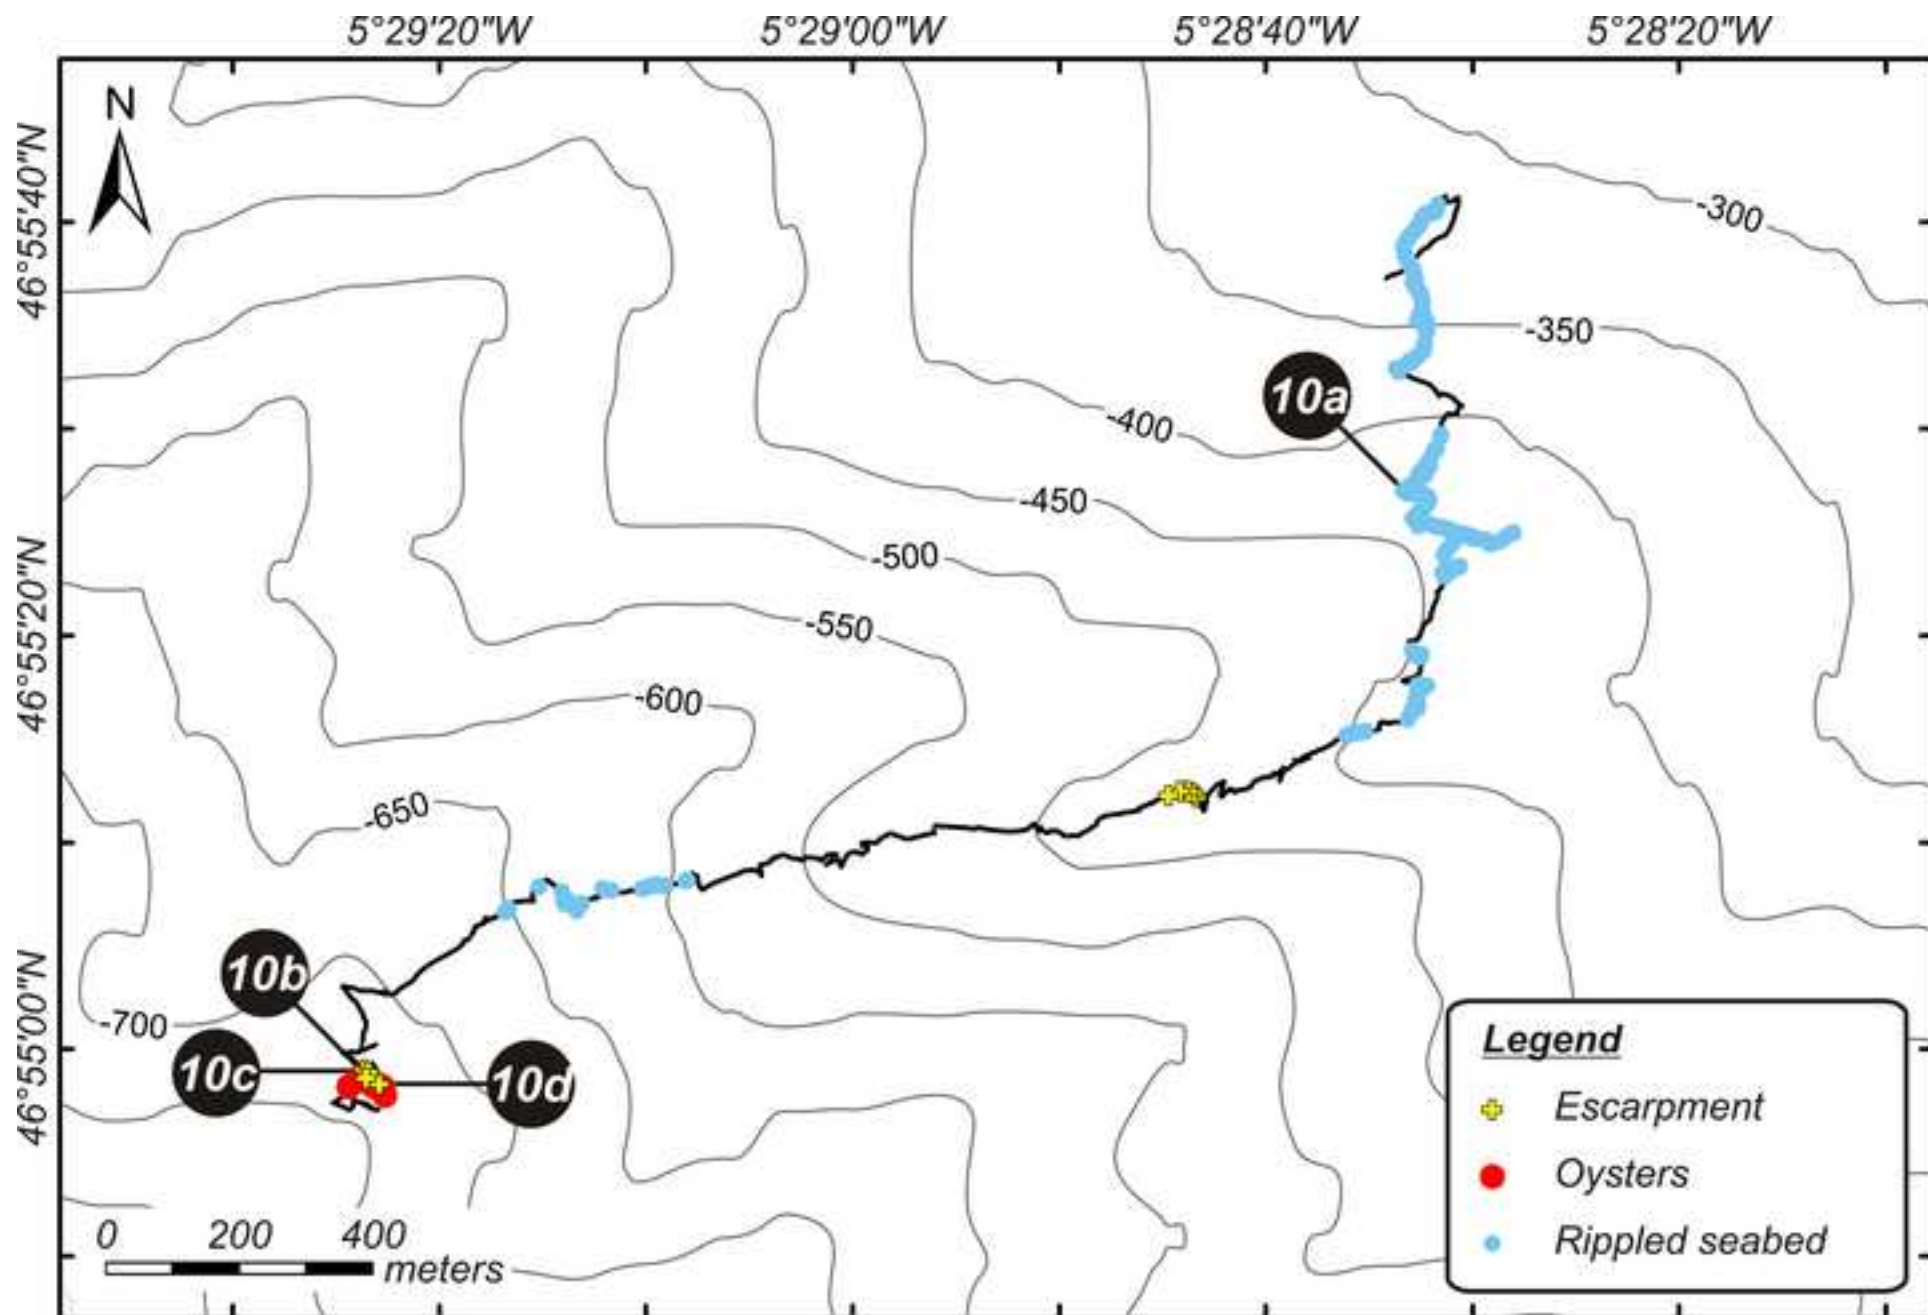 5°29'20"W
5°29'00"W
5°28'40"W
5°28'20"W
N
46°55'40"N
46°55'20"N
46°55'00"N
-300
-350
10a
-400
-450
-500
-550
-600
-650
10b
-700
10c
10d
0 200 400
meters
Legend
Escarpment
Oysters
Rippled seabed